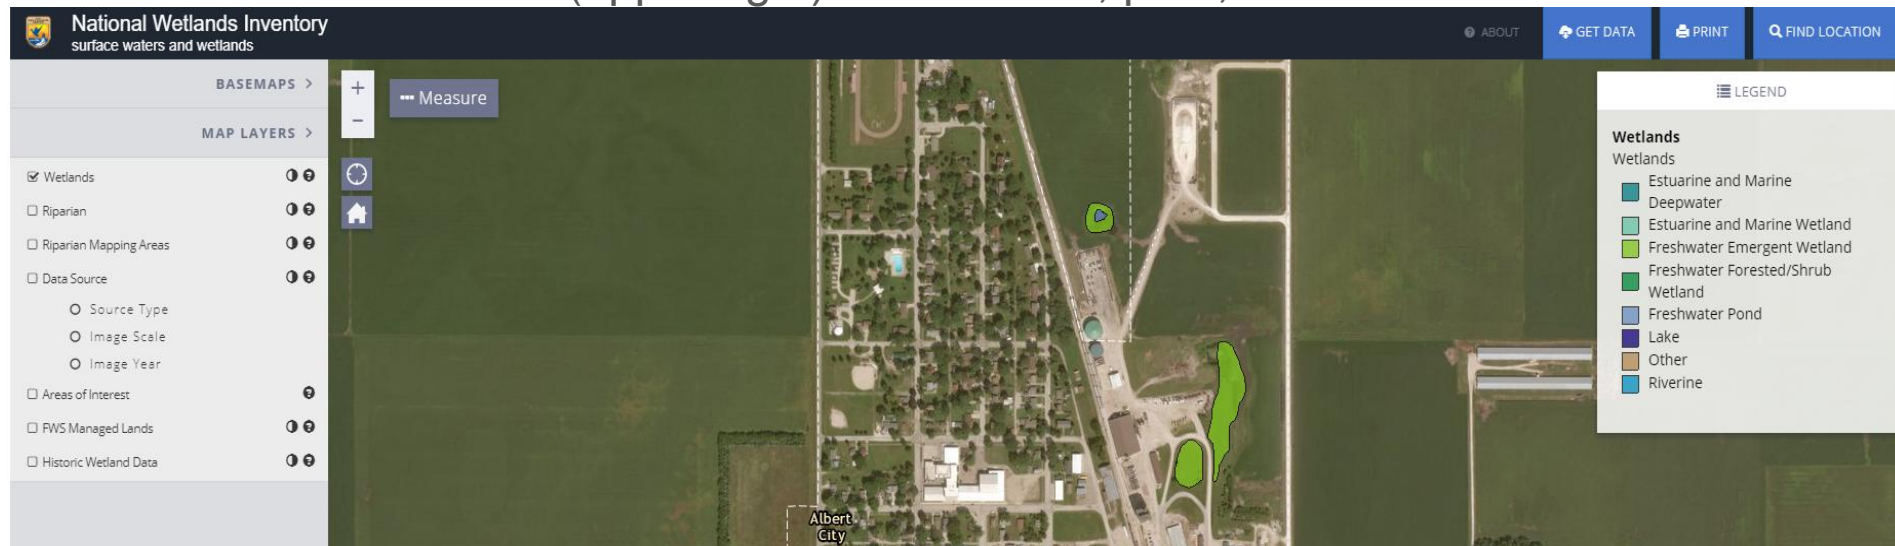 National Wetlands Inventory
surface waters and wetlands
ABOUT
GET DATA
PRINT
FIND LOCATION
BASEMAPS >
MAP LAYERS >
Wetlands
Riparian
Riparian Mapping Areas
Data Source
Source Type
Image Scale
Image Year
Areas of Interest
FWS Managed Lands
Historic Wetland Data
+
−
Measure
Albert
City
LEGEND
Wetlands
Wetlands
Estuarine and Marine
Deepwater
Estuarine and Marine Wetland
Freshwater Emergent Wetland
Freshwater Forested/Shrub
Wetland
Freshwater Pond
Lake
Other
Riverine